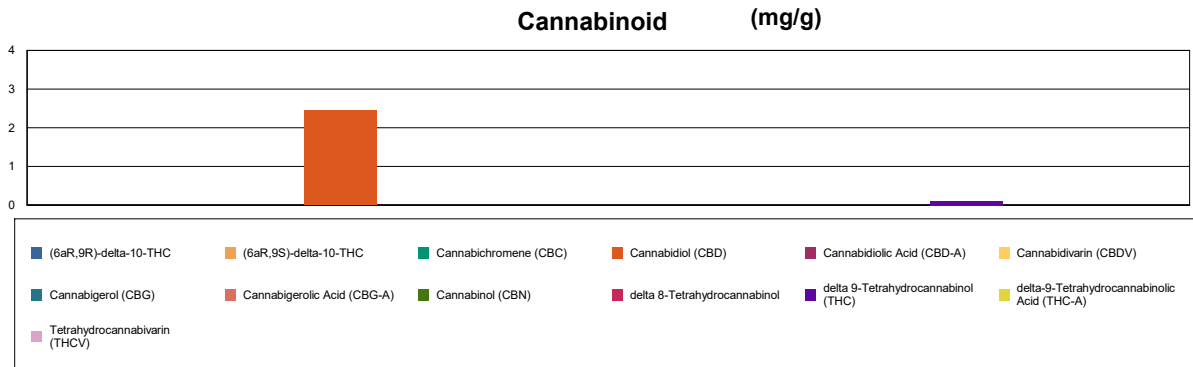 Cannabinoid (mg/g)
4
3
2
1
0
(6aR,9R)-delta-10-THC
(6aR,9S)-delta-10-THC
Cannabichromene (CBC)
Cannabidiol (CBD)
Cannabidiolic Acid (CBD-A)
Cannabidivarin (CBDV)
Cannabigerol (CBG)
Cannabigerolic Acid (CBG-A)
Cannabinol (CBN)
delta 8-Tetrahydrocannabinol
delta 9-Tetrahydrocannabinol
(THC)
delta-9-Tetrahydrocannabinolic
Acid (THC-A)
Tetrahydrocannabivarin
(THCV)